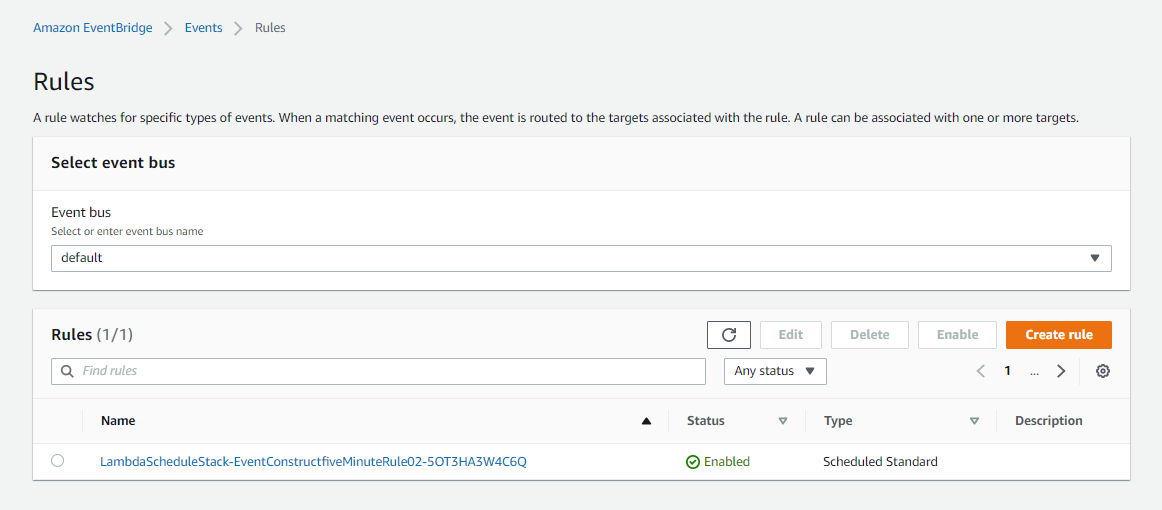 Amazon EventBridge > Events > Rules
Rules
A rule watches for specific types of events. When a matching event occurs, the event is routed to the targets associated with the rule. A rule can be associated with one or more targets.
Select event bus
Event bus
Select or enter event bus name
default
Rules (1/1) Edit Delete Enable Create rule
Find rules Any status 1 ...
Name Status Type Description
LambdaScheduleStack-EventConstructfiveMinuteRule02-5OT3HA3W4C6Q Enabled Scheduled Standard